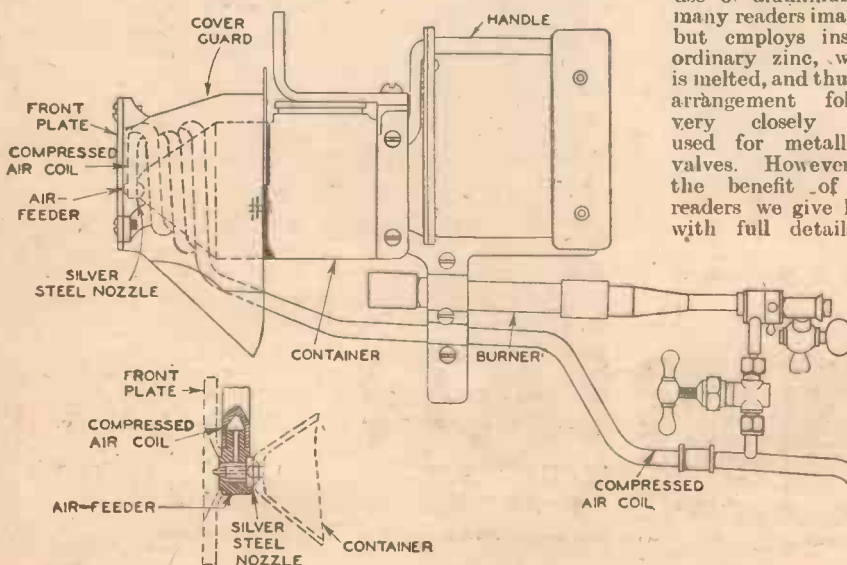 COVER
GUARD
HANDLE
FRONT
PLATE
COMPRESSED
AIR COIL
AIR-
FEEDER
SILVER
STEEL NOZZLE
CONTAINER
BURNER
COMPRESSED
AIR COIL
FRONT
PLATE
COMPRESSED
AIR COIL
AIR-FEEDER
SILVER
STEEL
NOZZLE
CONTAINER
many readers ima
but employs ins
ordinary zinc, w
is melted, and thu
arrangement fol
very closely
used for metall
valves. However
the benefit of
readers we give
with full detail